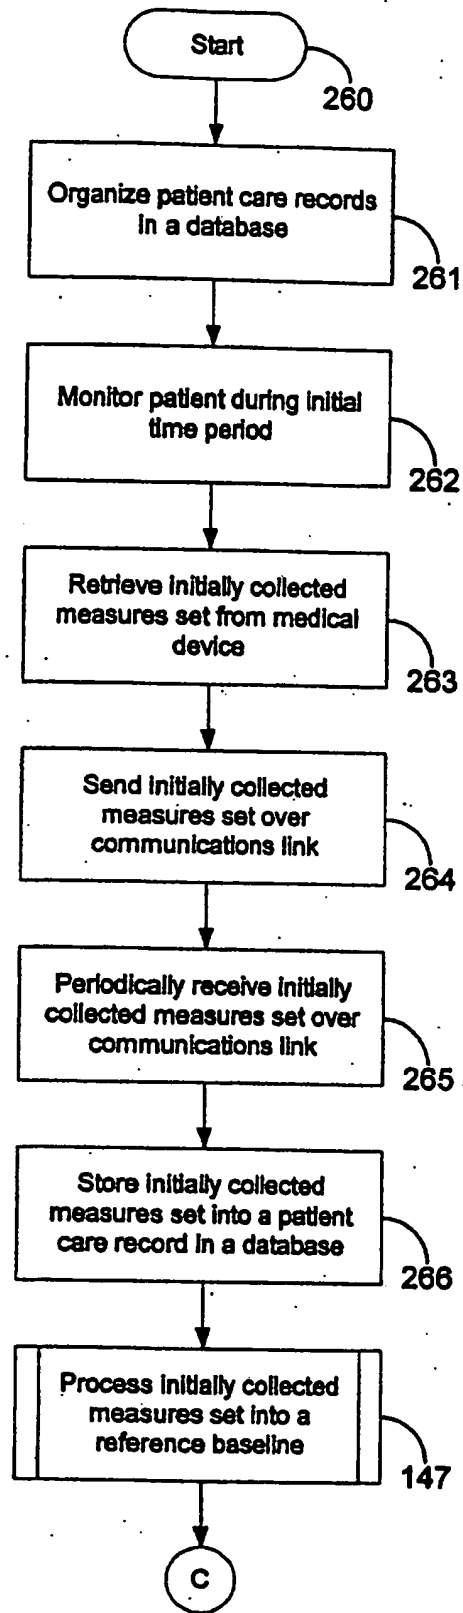 Start
260
Organize patient care records
in a database
261
Monitor patient during initial
time period
262
Retrieve initially collected
measures set from medical
device
263
Send initially collected
measures set over
communications link
264
Periodically receive initially
collected measures set over
communications link
265
Store initially collected
measures set into a patient
care record in a database
266
Process initially collected
measures set into a
reference baseline
147
C